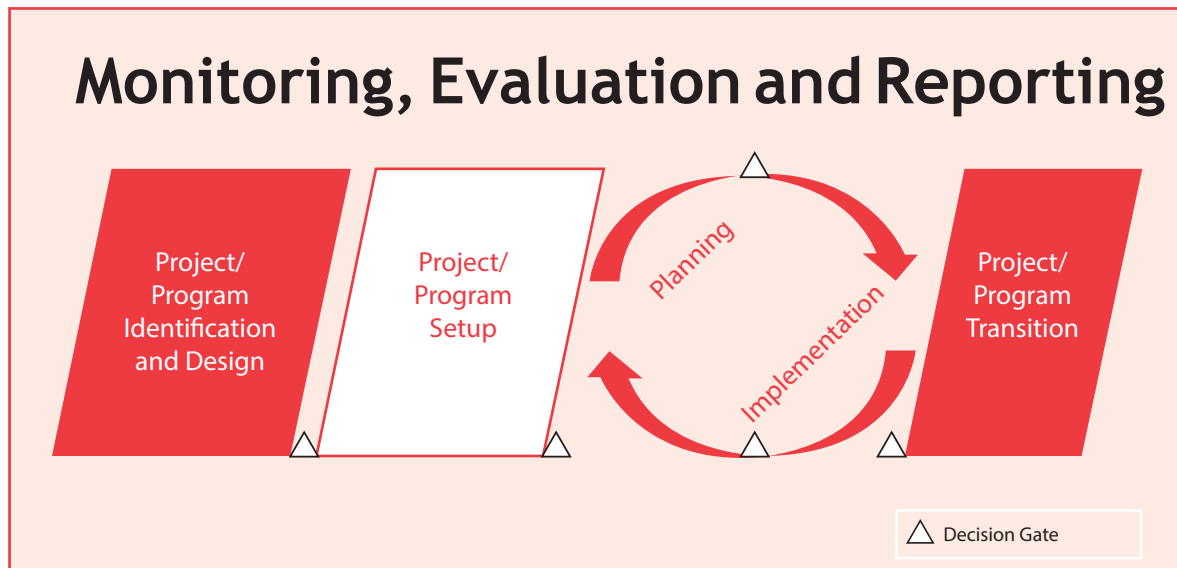 Monitoring, Evaluation and Reporting
Project/
Program
Identification
and Design
Project/
Program
Setup
Planning
Implementation
Project/
Program
Transition
Decision Gate